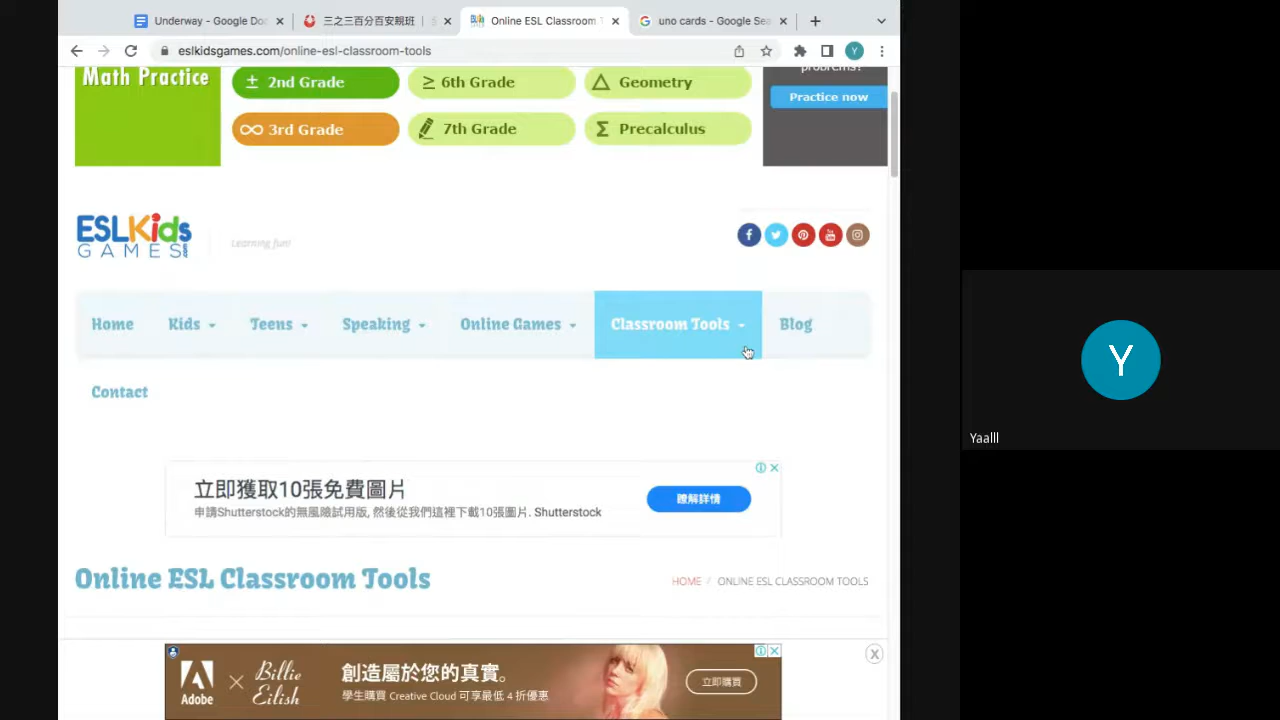 Underway - Google Do
三之三百分百安親班 |
Online ESL Classroom T
uno cards - Google Sea
eslkidsgames.com/online-esl-classroom-tools
Y
Math Practice
± 2nd Grade
≥ 6th Grade
Geometry
problems?
Practice now
∞ 3rd Grade
7th Grade
Σ Precalculus
ESLKids
GAMES
.com
Learning fun!
Home
Kids
Teens
Speaking
Online Games
Classroom Tools
Blog
Contact
立即獲取10張免費圖片
申請Shutterstock的無風險試用版, 然後從我們這裡下載10張圖片. Shutterstock
瞭解詳情
Online ESL Classroom Tools
HOME / ONLINE ESL CLASSROOM TOOLS
Adobe
×
Billie
Eilish
創造屬於您的真實。
學生購買 Creative Cloud 可享最低 4 折優惠
立即購買
X
Y
Yaalll